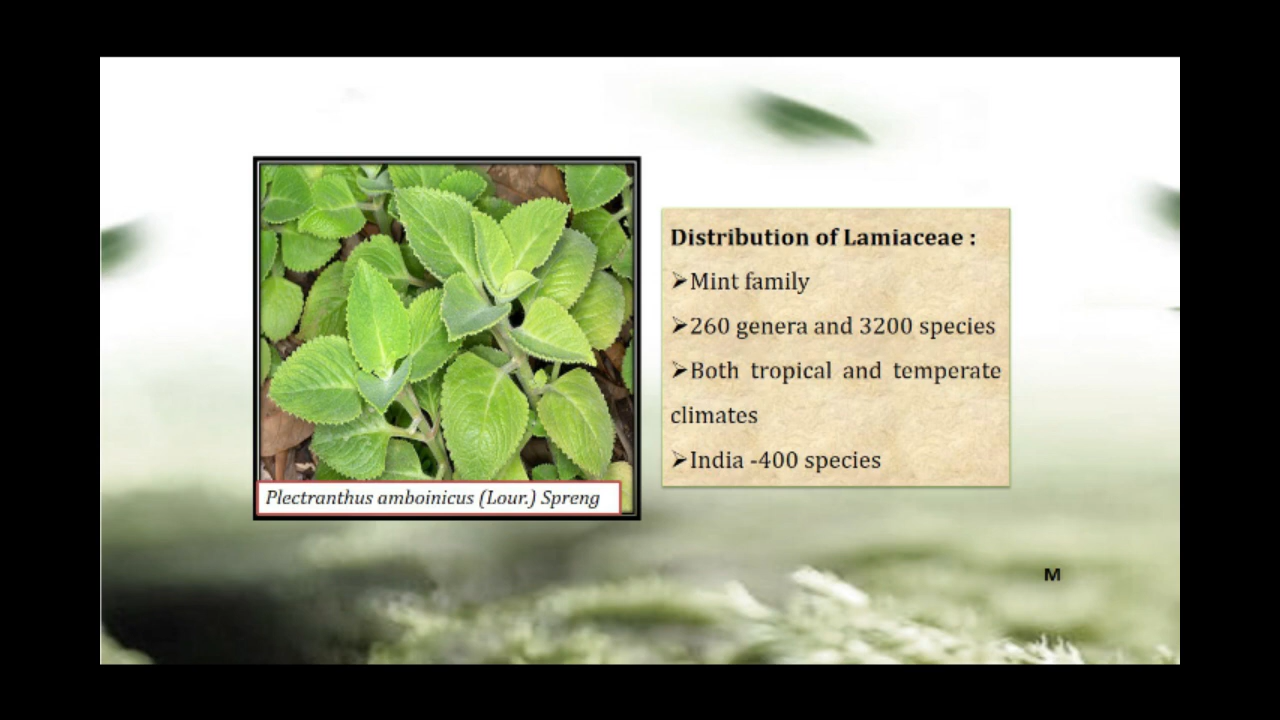 Distribution of Lamiaceae :
➢Mint family
➢260 genera and 3200 species
➢Both tropical and temperate
climates
➢India -400 species
Plectranthus amboinicus (Lour.) Spreng
M